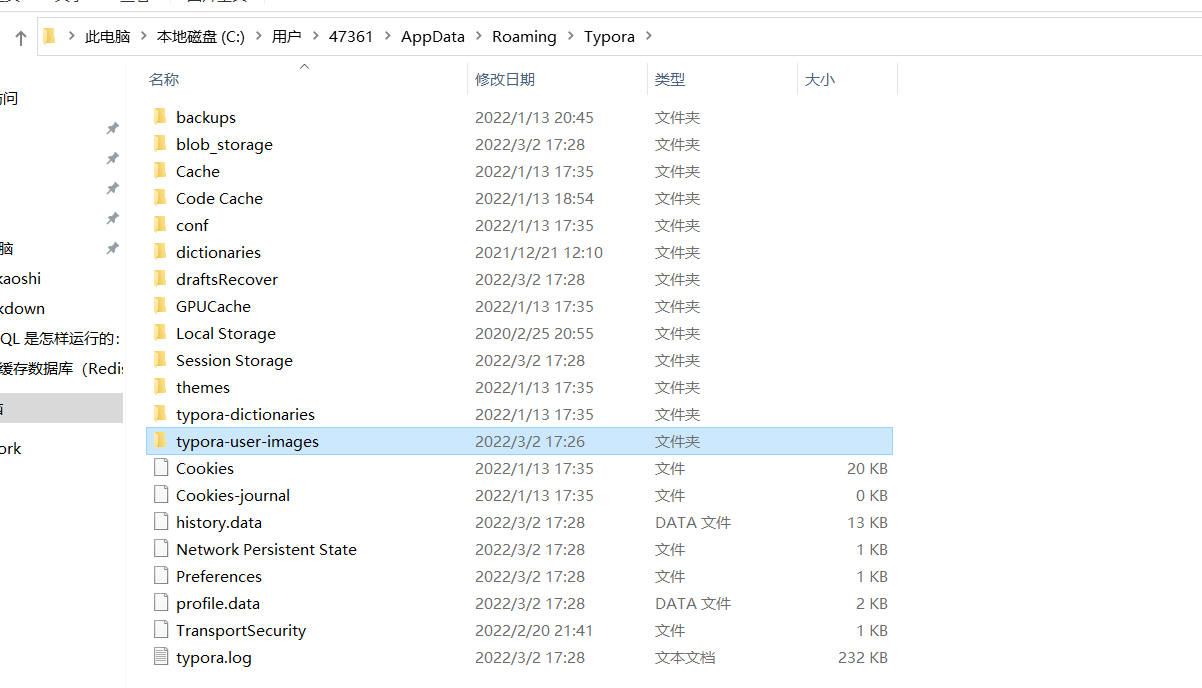 此电脑 > 本地磁盘 (C:) > 用户 > 47361 > AppData > Roaming > Typora >
名称 修改日期 类型 大小
backups 2022/1/13 20:45 文件夹
blob_storage 2022/3/2 17:28 文件夹
Cache 2022/1/13 17:35 文件夹
Code Cache 2022/1/13 18:54 文件夹
conf 2022/1/13 17:35 文件夹
dictionaries 2021/12/21 12:10 文件夹
draftsRecover 2022/3/2 17:28 文件夹
GPUCache 2022/1/13 17:35 文件夹
Local Storage 2020/2/25 20:55 文件夹
Session Storage 2022/3/2 17:28 文件夹
themes 2022/1/13 17:35 文件夹
typora-dictionaries 2022/1/13 17:35 文件夹
typora-user-images 2022/3/2 17:26 文件夹
Cookies 2022/1/13 17:35 文件 20 KB
Cookies-journal 2022/1/13 17:35 文件 0 KB
history.data 2022/3/2 17:28 DATA 文件 13 KB
Network Persistent State 2022/3/2 17:28 文件 1 KB
Preferences 2022/3/2 17:28 文件 1 KB
profile.data 2022/3/2 17:28 DATA 文件 2 KB
TransportSecurity 2022/2/20 21:41 文件 1 KB
typora.log 2022/3/2 17:28 文本文档 232 KB
问
脑
kaoshi
kdown
QL 是怎样运行的:
缓存数据库（Redis
ork